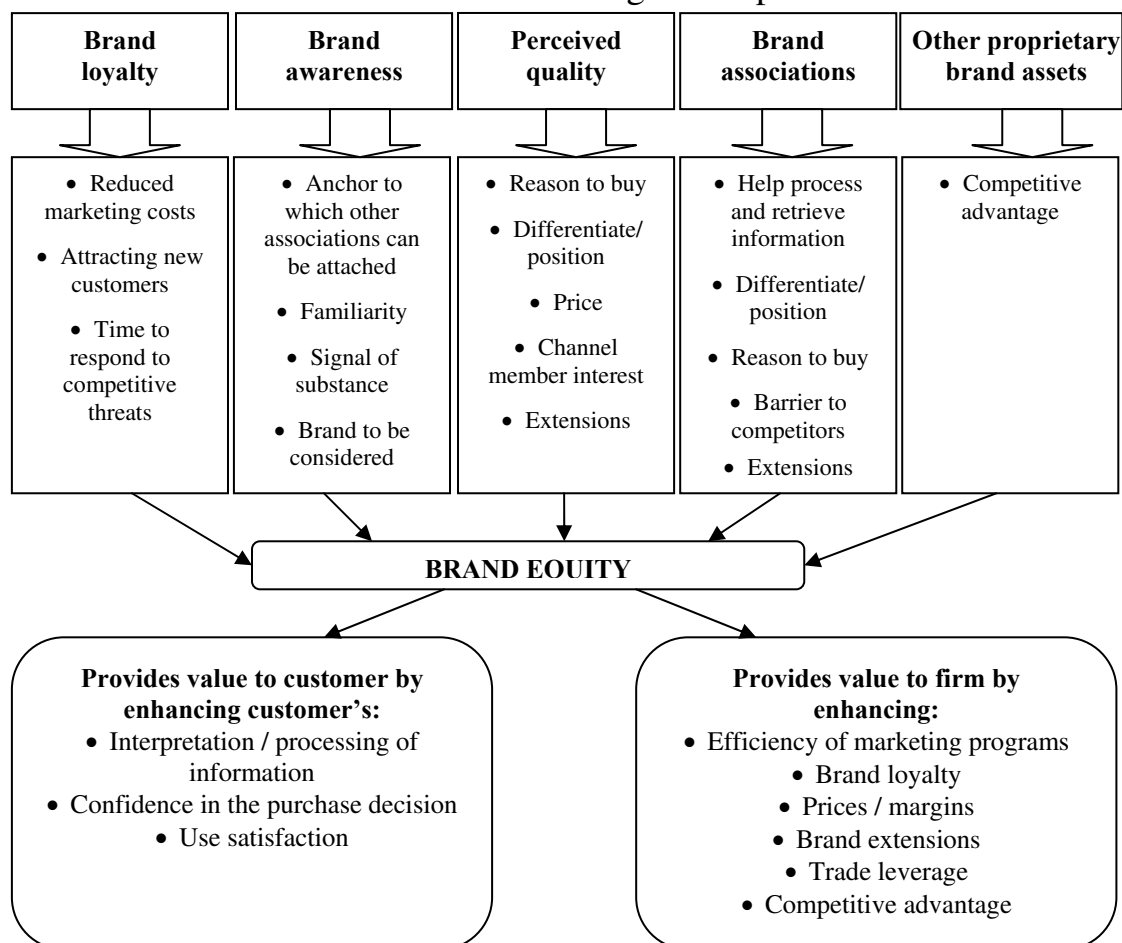 Brand
loyalty
Brand
awareness
Perceived
quality
Brand
associations
Other proprietary
brand assets
• Reduced
marketing costs
• Attracting new
customers
• Time to
respond to
competitive
threats
• Anchor to
which other
associations can
be attached
• Familiarity
• Signal of
substance
• Brand to be
considered
• Reason to buy
• Differentiate/
position
• Price
• Channel
member interest
• Extensions
• Help process
and retrieve
information
• Differentiate/
position
• Reason to buy
• Barrier to
competitors
• Extensions
• Competitive
advantage
BRAND EQUITY
Provides value to customer by
enhancing customer's:
• Interpretation / processing of
information
• Confidence in the purchase decision
• Use satisfaction
Provides value to firm by
enhancing:
• Efficiency of marketing programs
• Brand loyalty
• Prices / margins
• Brand extensions
• Trade leverage
• Competitive advantage